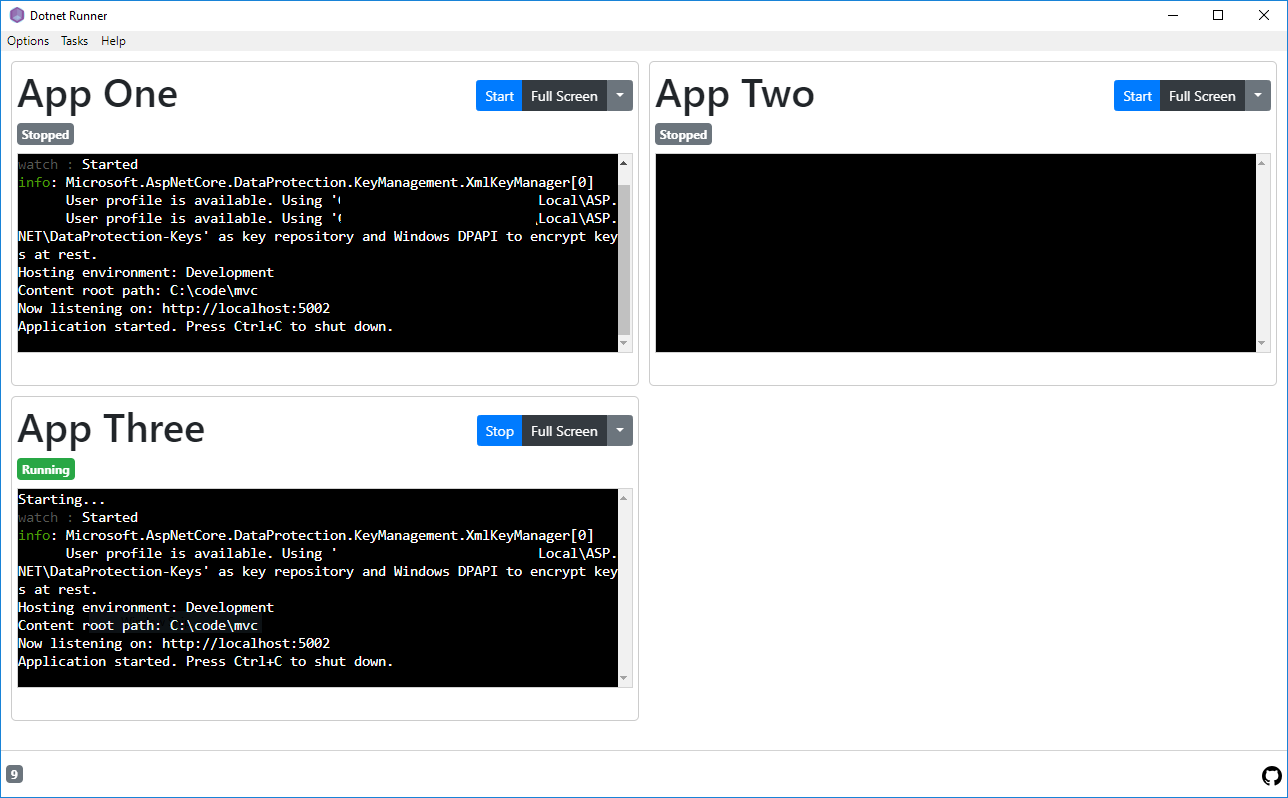 Dotnet Runner
Options Tasks Help
App One
Start Full Screen
Stopped
watch : Started
info: Microsoft.AspNetCore.DataProtection.KeyManagement.XmlKeyManager[0]
User profile is available. Using ' Local\ASP.
User profile is available. Using ' Local\ASP.
NET\DataProtection-Keys' as key repository and Windows DPAPI to encrypt key
s at rest.
Hosting environment: Development
Content root path: C:\code\mvc
Now listening on: http://localhost:5002
Application started. Press Ctrl+C to shut down.
App Two
Start Full Screen
Stopped
App Three
Stop Full Screen
Running
Starting...
watch : Started
info: Microsoft.AspNetCore.DataProtection.KeyManagement.XmlKeyManager[0]
User profile is available. Using ' Local\ASP.
NET\DataProtection-Keys' as key repository and Windows DPAPI to encrypt key
s at rest.
Hosting environment: Development
Content root path: C:\code\mvc
Now listening on: http://localhost:5002
Application started. Press Ctrl+C to shut down.
9